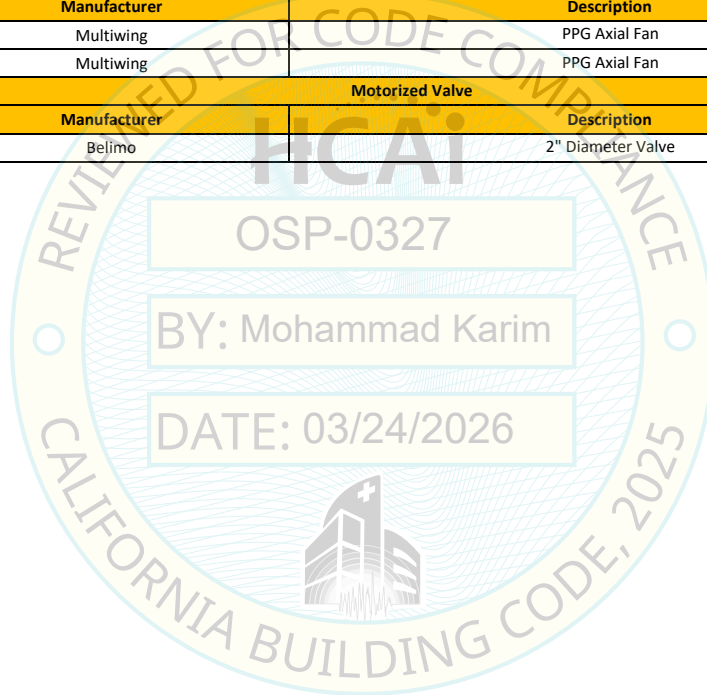 Manufacturer Description
Multiwing PPG Axial Fan
Multiwing PPG Axial Fan
Motorized Valve
Manufacturer Description
Belimo 2" Diameter Valve
REVIEWED FOR CODE COMPLIANCE
HCAi
OSP-0327
BY: Mohammad Karim
DATE: 03/24/2026
CALIFORNIA BUILDING CODE, 2025